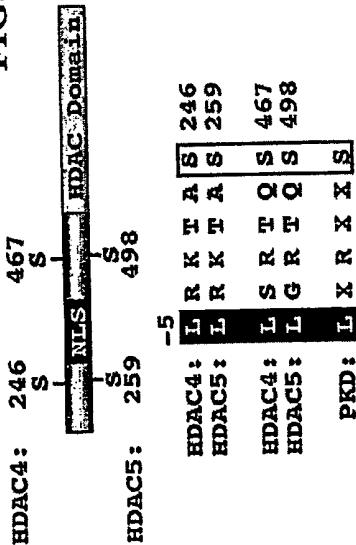 FIG
HDAC4: 246 467
S S
NLS HDAC Domain
S S
HDAC5: 259 498
-5
HDAC4: L R K T A S 246
HDAC5: L R K T A S 259
HDAC4: L S R T Q S 467
HDAC5: L G R T Q S 498
PKD: L X R X X S